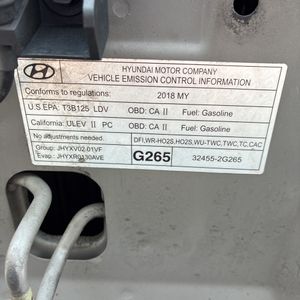 HYUNDAI MOTOR COMPANY
VEHICLE EMISSION CONTROL INFORMATION
Conforms to regulations: 2018 MY
U.S EPA: T3B125 LDV OBD: CA II Fuel: Gasoline
California: ULEV II PC OBD: CA II Fuel: Gasoline
No adjustments needed. DFI,WR-HO2S,HO2S,WU-TWC,TWC,TC,CAC
Group: JHYXV02.01VF
Evap: JHYXR0130AVE G265 32455-2G265